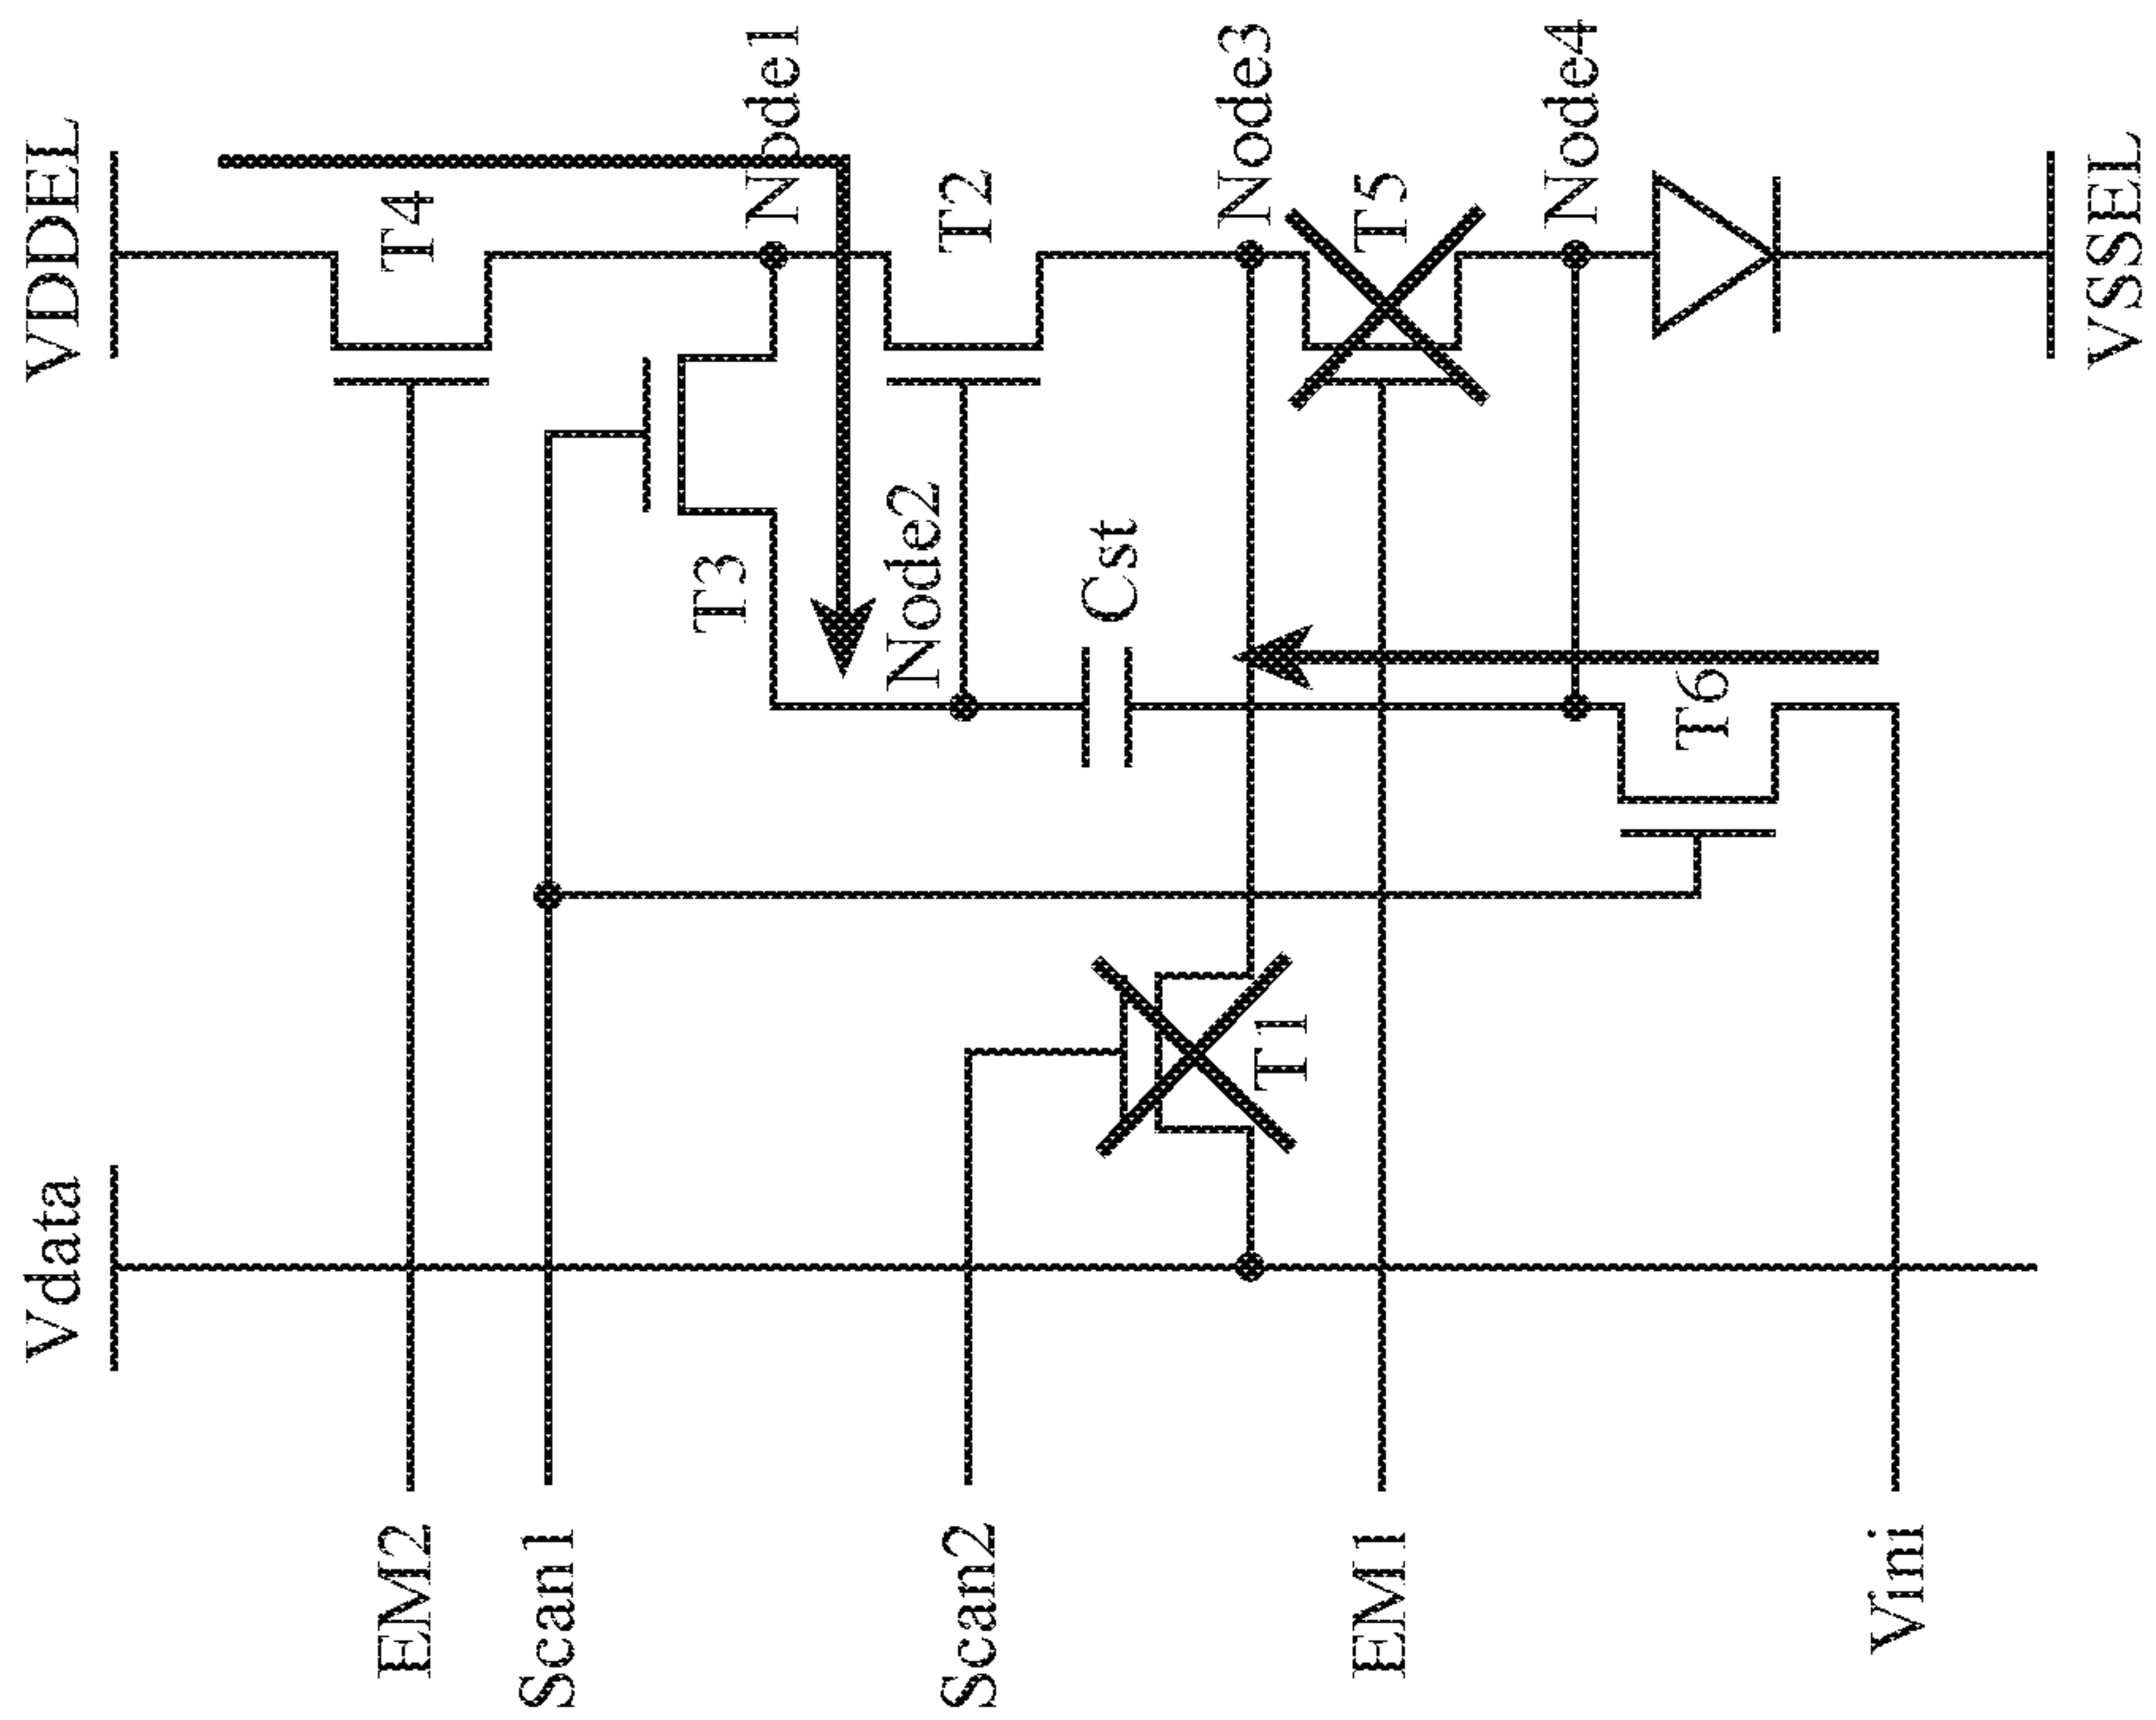 VDDEL
Vdata
EM2
T4
Scan1
Node1
T3
Node2
T2
Scan2
Cst
Node3
T1
T5
EM1
Node4
T6
Vini
VSSEL